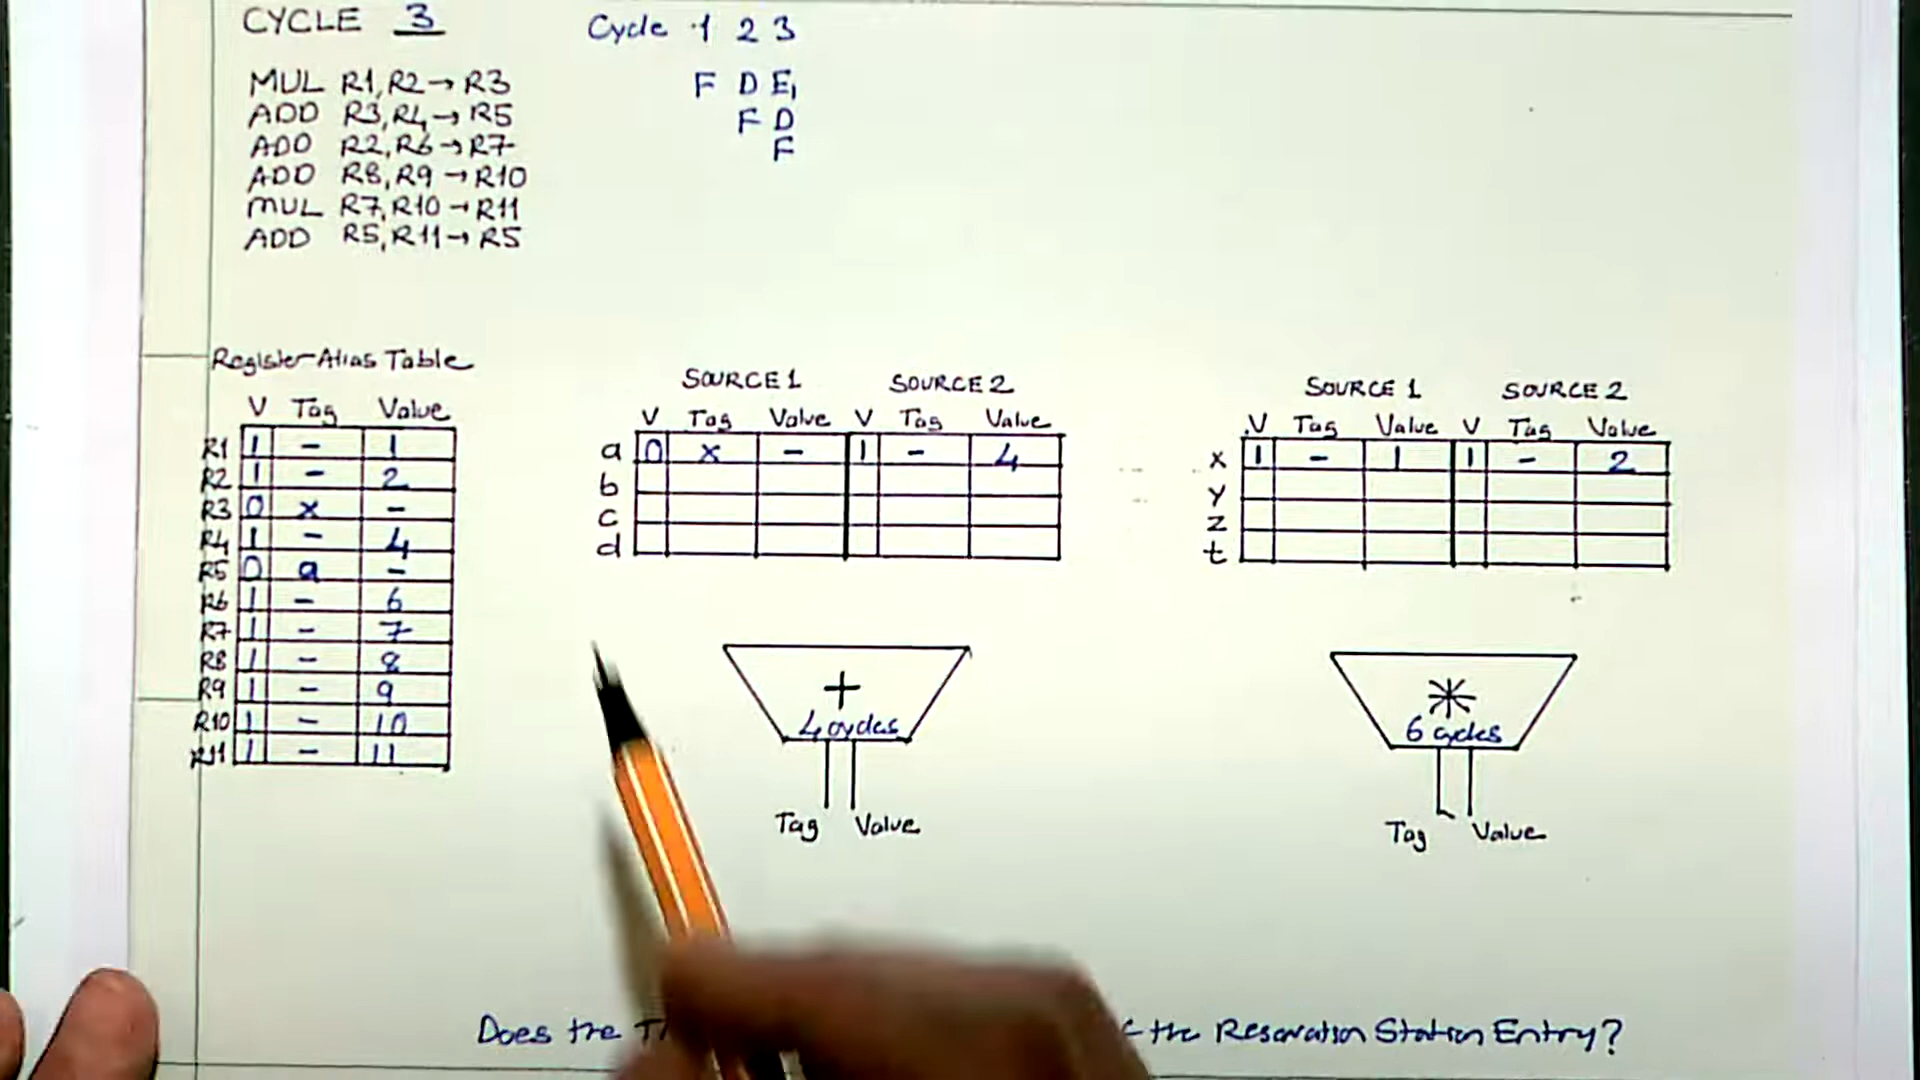 CYCLE 3
MUL R1,R2→R3
ADD R3,R4→R5
ADD R2,R6→R7
ADD R8,R9→R10
MUL R7,R10→R11
ADD R5,R11→R5
Cycle 1 2 3
F D E1
F D
F
Register Alias Table
V Tag Value
R1 1 - 1
R2 1 - 2
R3 0 x -
R4 1 - 4
R5 0 a -
R6 1 - 6
R7 1 - 7
R8 1 - 8
R9 1 - 9
R10 1 - 10
R11 1 - 11
SOURCE 1 SOURCE 2
V Tag Value V Tag Value
a 0 x - 1 - 4
b
c
d
+
4 cycles
Tag Value
SOURCE 1 SOURCE 2
V Tag Value V Tag Value
x 1 - 1 1 - 2
y
z
t
*
6 cycles
Tag Value
Does the
the Reservation Station Entry?